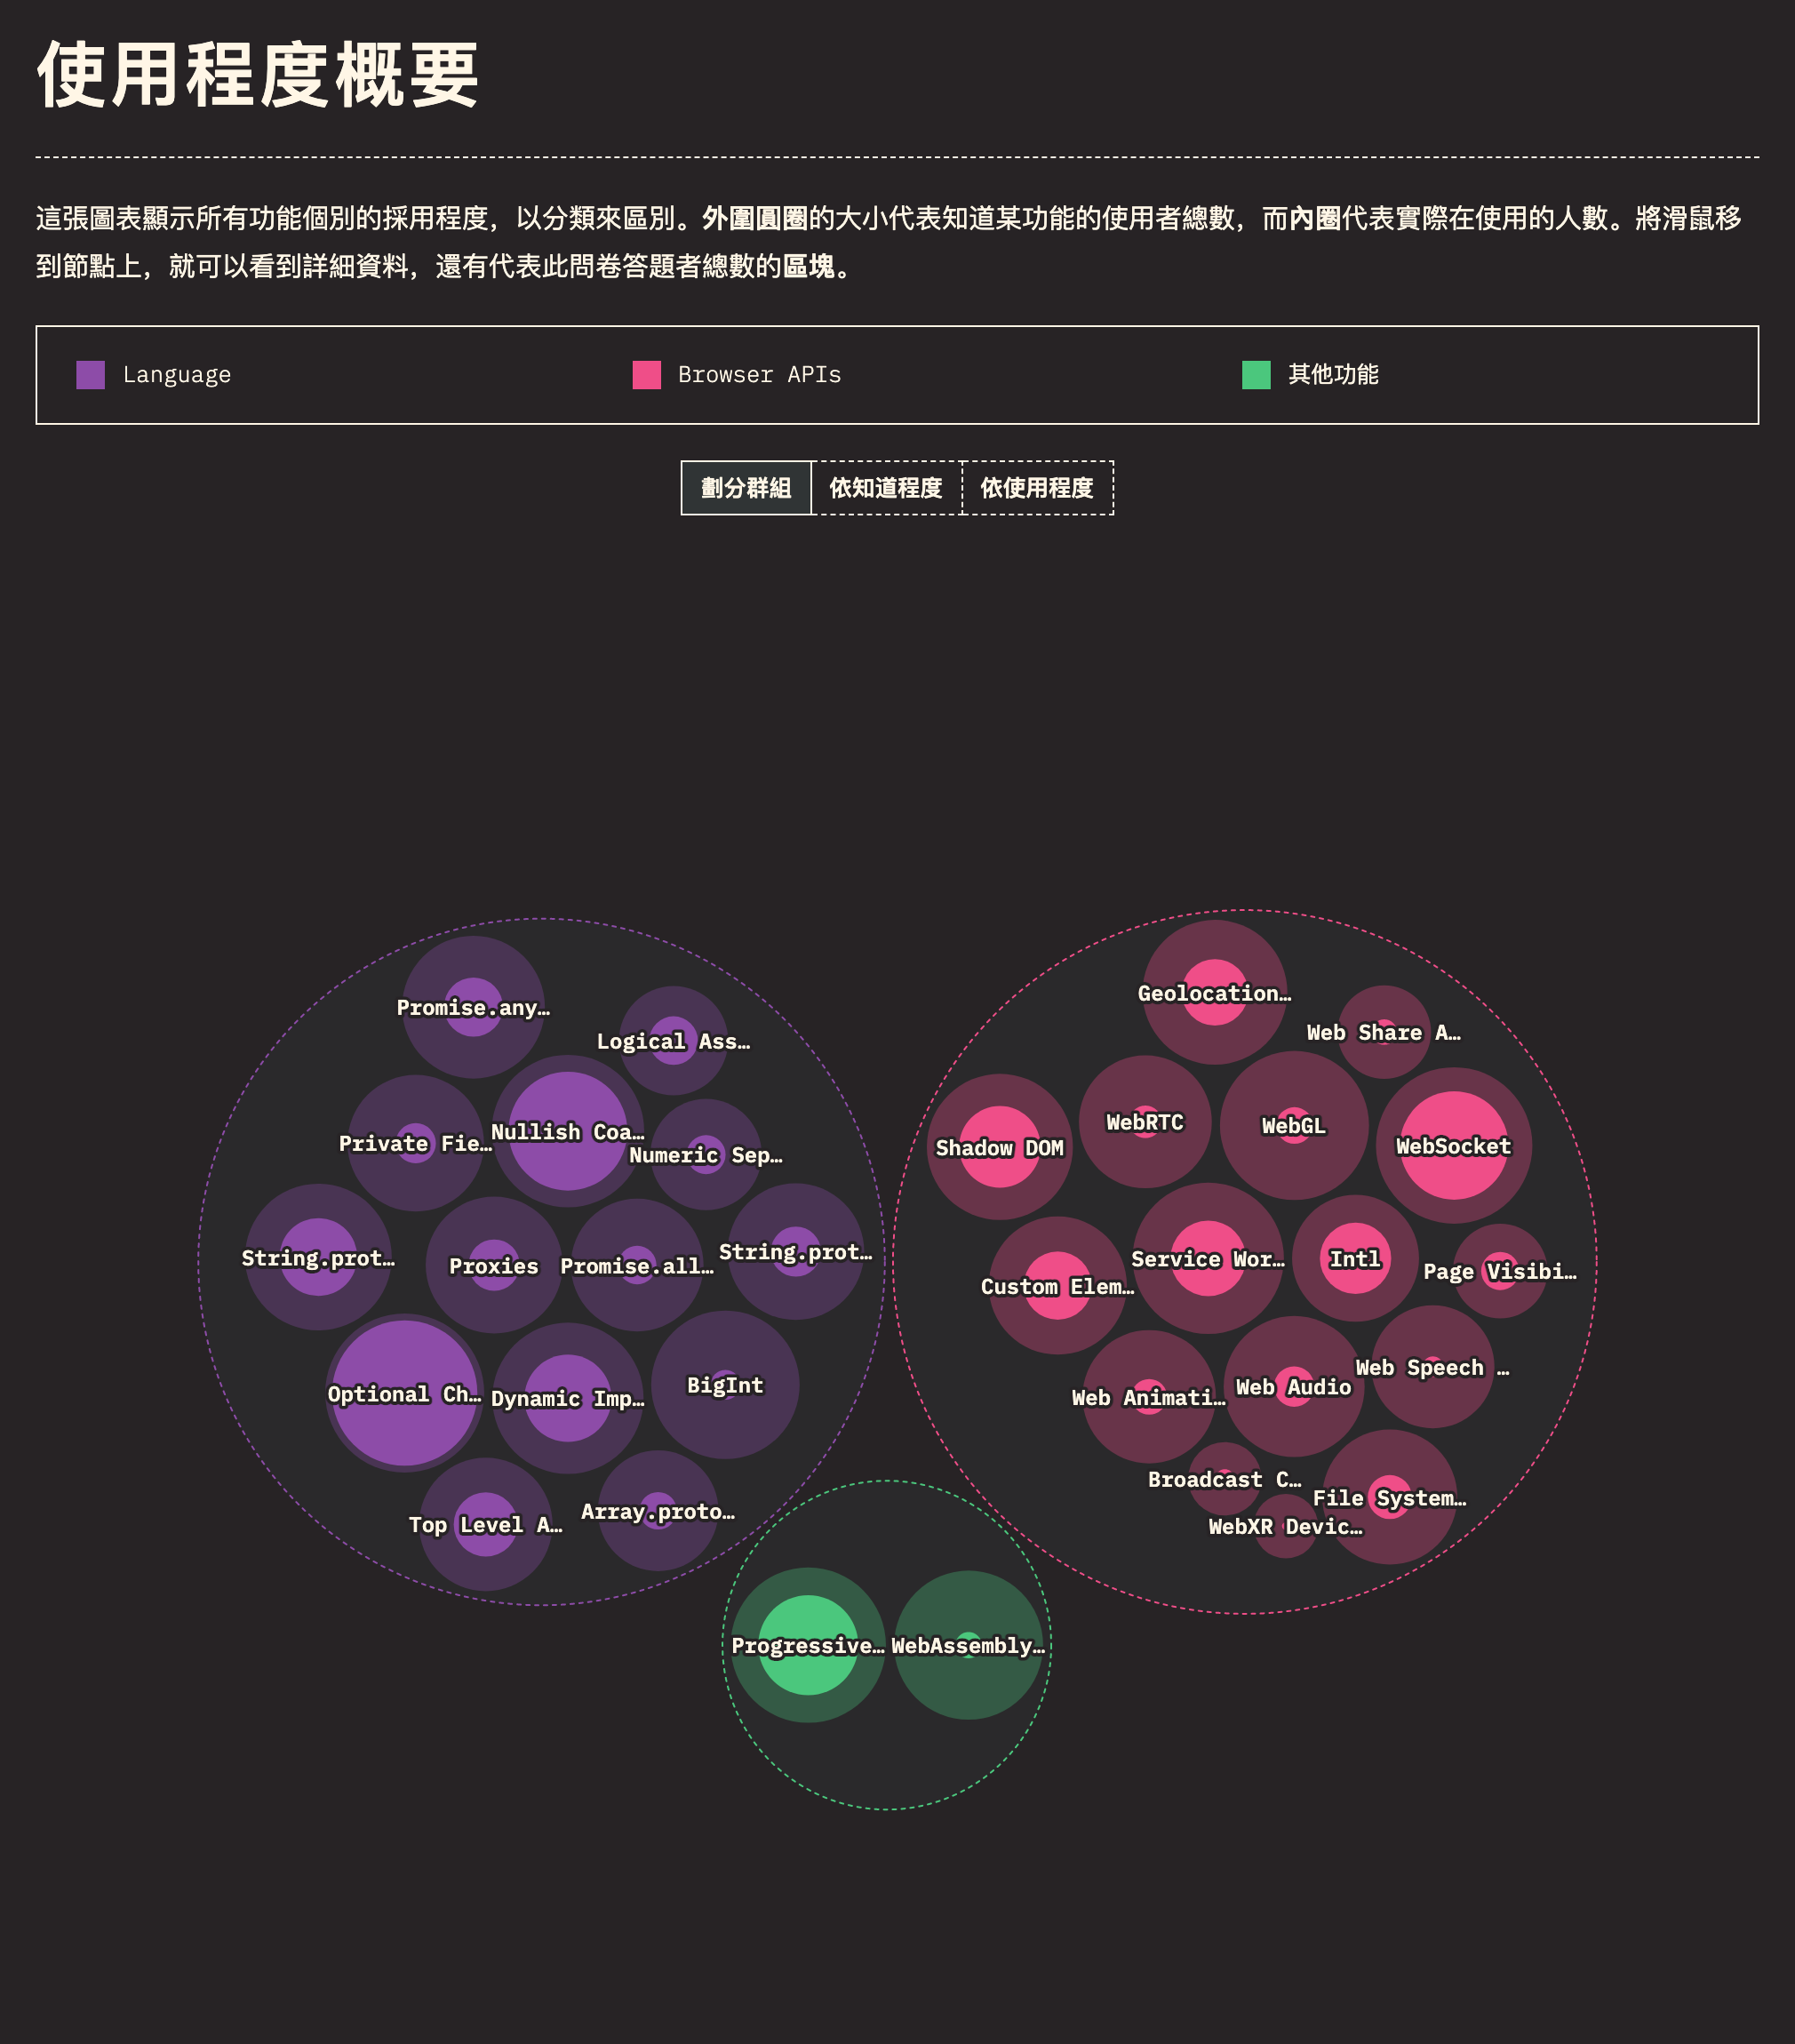 使用程度概要
這張圖表顯示所有功能個別的採用程度，以分類來區別。外圍圓圈的大小代表知道某功能的使用者總數，而內圈代表實際在使用的人數。將滑鼠移
到節點上，就可以看到詳細資料，還有代表此問卷答題者總數的區塊。
Language
Browser APIs
其他功能
劃分群組
依知道程度
依使用程度
Promise.any…
Logical Ass…
Private Fie…
Nullish Coa…
Numeric Sep…
String.prot…
Proxies
Promise.all…
String.prot…
Optional Ch…
Dynamic Imp…
BigInt
Top Level A…
Array.proto…
Geolocation…
Web Share A…
Shadow DOM
WebRTC
WebGL
WebSocket
Custom Elem…
Service Wor…
Intl
Page Visibi…
Web Animati…
Web Audio
Web Speech …
Broadcast C…
File System…
WebXR Devic…
Progressive…
WebAssembly…